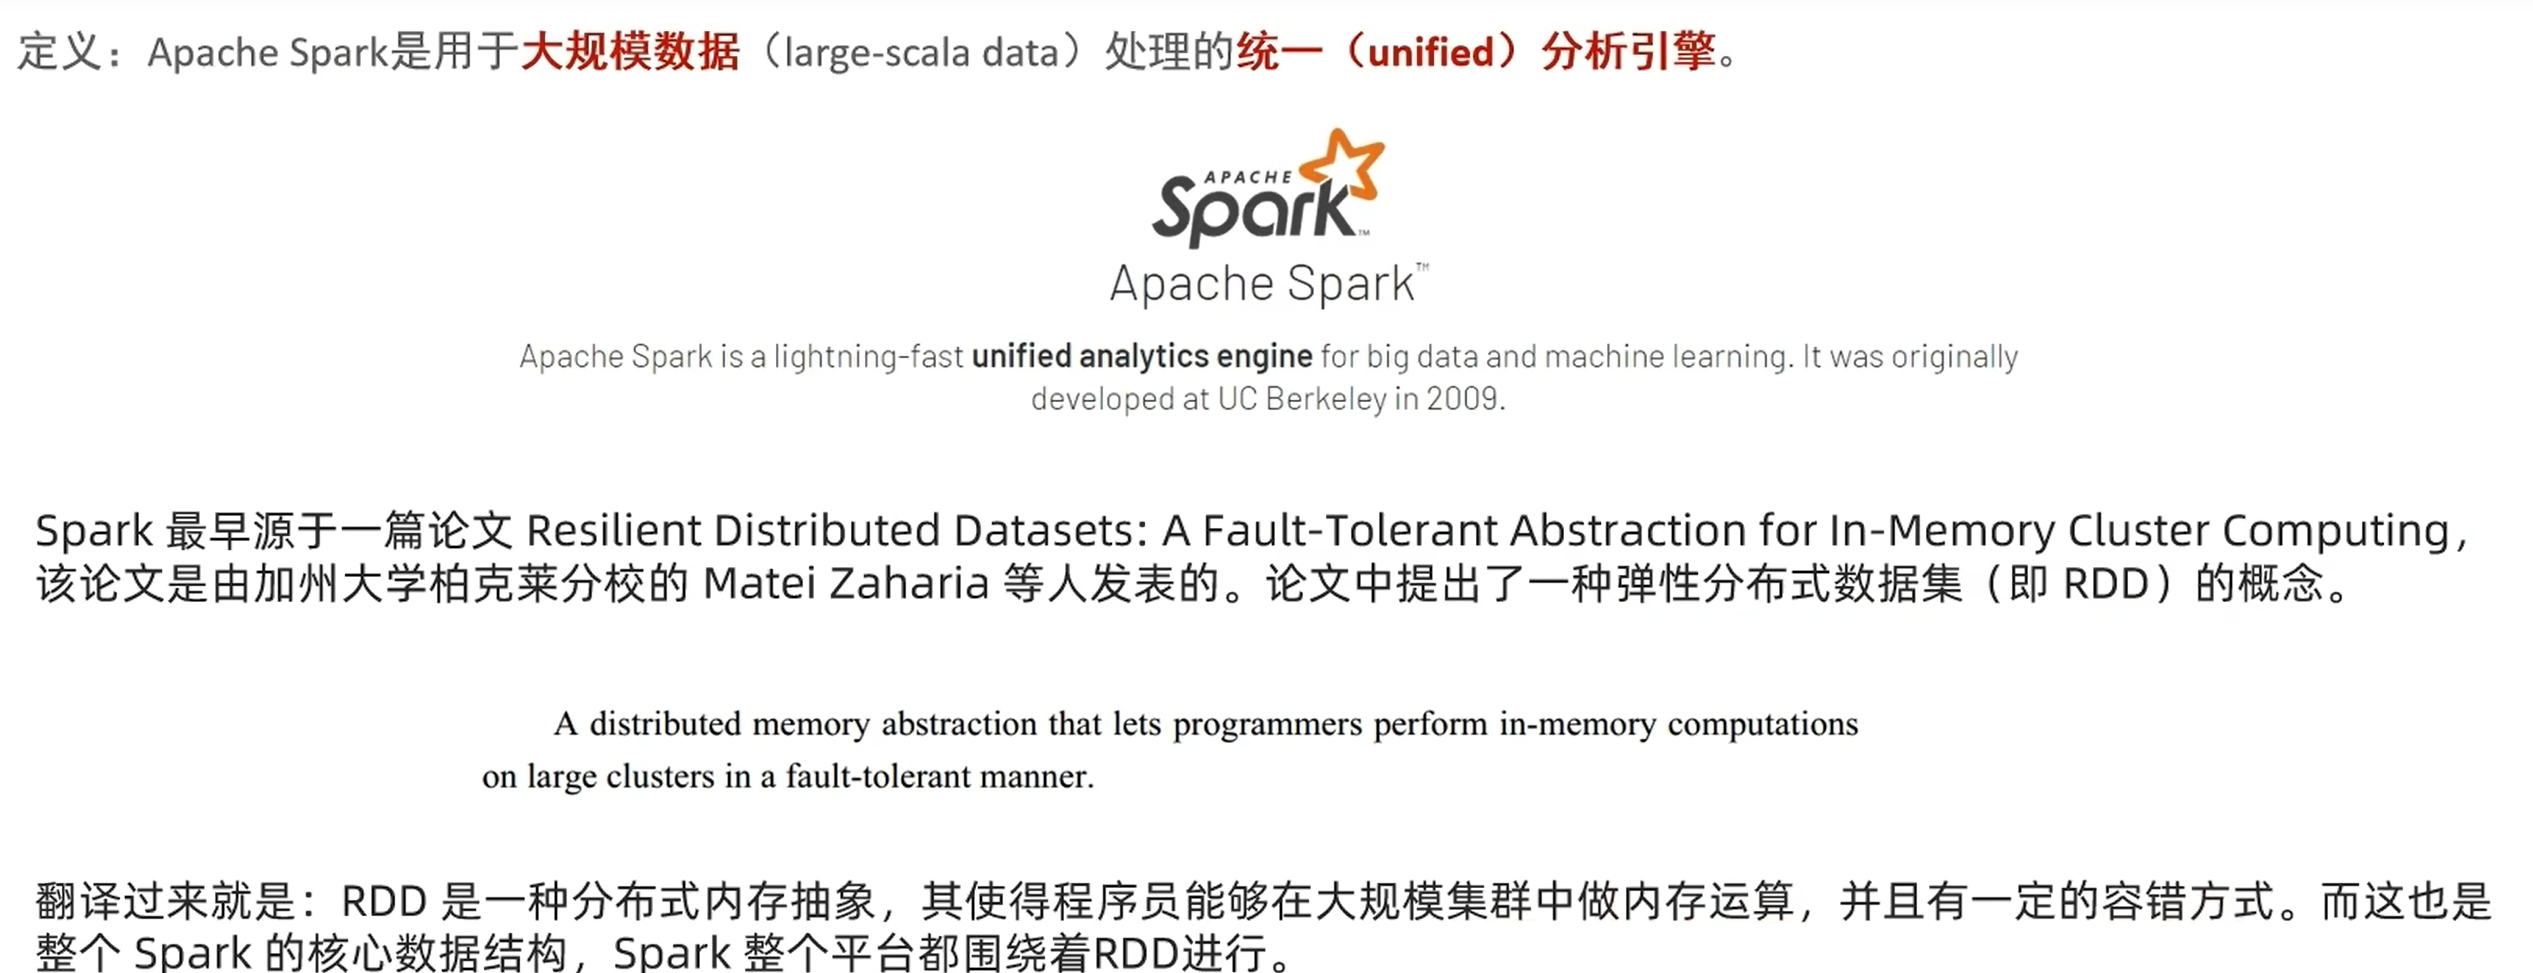 定义：Apache Spark是用于大规模数据（large-scala data）处理的统一（unified）分析引擎。
APACHE
Spark™
Apache Spark™
Apache Spark is a lightning-fast unified analytics engine for big data and machine learning. It was originally
developed at UC Berkeley in 2009.
Spark 最早源于一篇论文 Resilient Distributed Datasets: A Fault-Tolerant Abstraction for In-Memory Cluster Computing，
该论文是由加州大学柏克莱分校的 Matei Zaharia 等人发表的。论文中提出了一种弹性分布式数据集（即 RDD）的概念。
A distributed memory abstraction that lets programmers perform in-memory computations
on large clusters in a fault-tolerant manner.
翻译过来就是：RDD 是一种分布式内存抽象，其使得程序员能够在大规模集群中做内存运算，并且有一定的容错方式。而这也是
整个 Spark 的核心数据结构，Spark 整个平台都围绕着RDD进行。